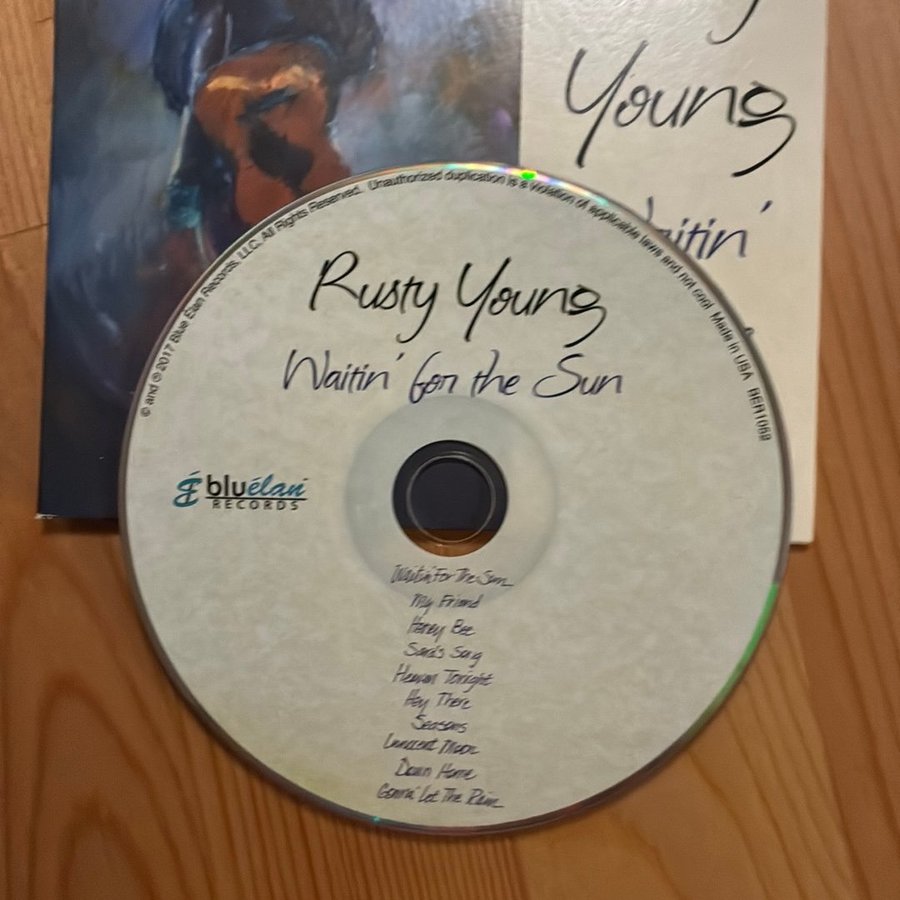 Young
Waitin'
© and ℗ 2017 Blue Élan Records, LLC. All Rights Reserved. Unauthorized duplication is a violation of applicable laws and not cool Made in USA BER1069
Rusty Young
Waitin' for the Sun
bluélan
RECORDS
Waitin' For The Sun
My Friend
Honey Bee
Sara's Song
Heaven Tonight
Hey There
Seasons
Innocent Moon
Down Home
Gonna' Let The Rain